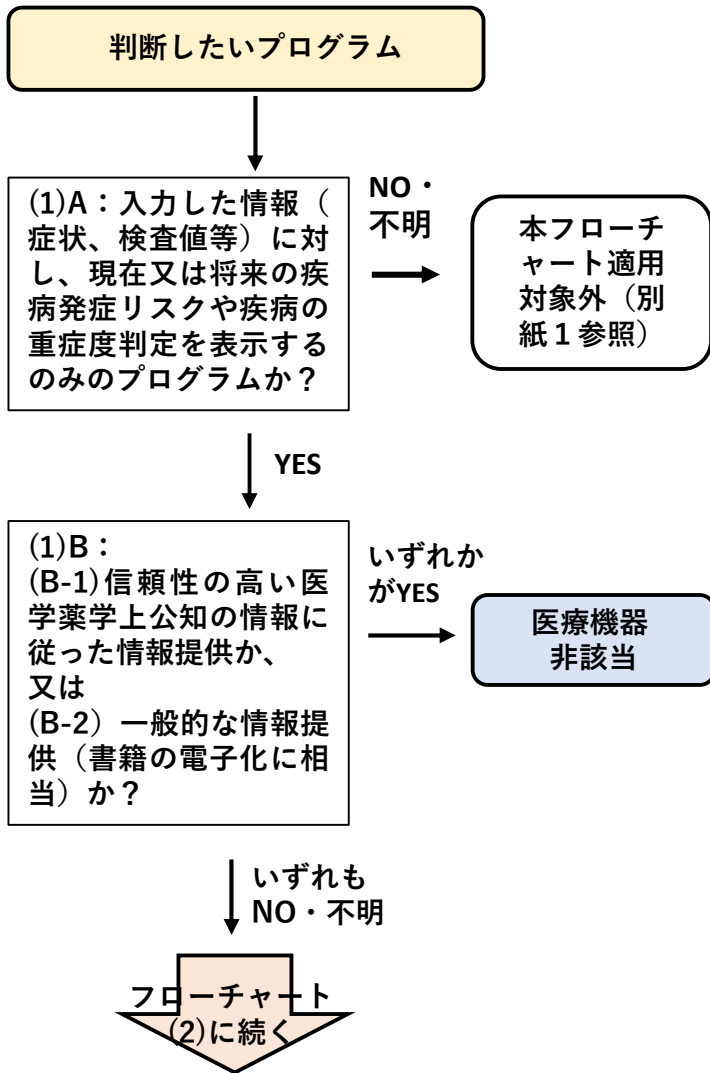 判断したいプログラム
(1)A：入力した情報（
症状、検査値等）に対
し、現在又は将来の疾
病発症リスクや疾病の
重症度判定を表示する
のみのプログラムか？
NO・
不明
本フローチ
ャート適用
対象外（別
紙１参照）
YES
(1)B：
(B-1)信頼性の高い医
学薬学上公知の情報に
従った情報提供か、
又は
(B-2）一般的な情報提
供（書籍の電子化に相
当）か？
いずれか
がYES
医療機器
非該当
いずれも
NO・不明
フローチャート
(2)に続く